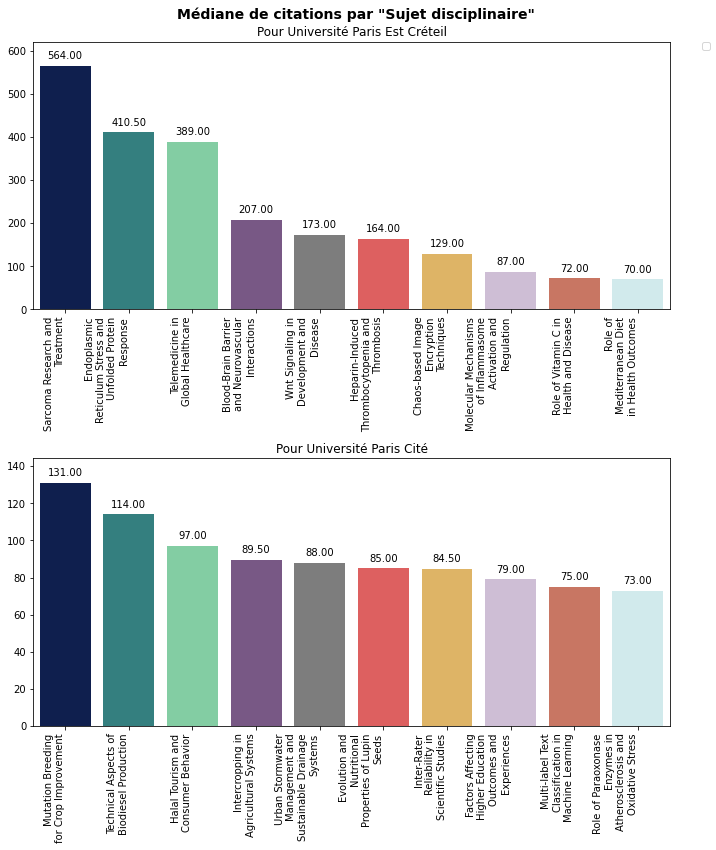 Médiane de citations par "Sujet disciplinaire"
Pour Université Paris Est Créteil
600
500
400
300
200
100
0
564.00
410.50
389.00
207.00
173.00
164.00
129.00
87.00
72.00
70.00
Sarcoma Research and
Treatment
Endoplasmic
Reticulum Stress and
Unfolded Protein
Response
Telemedicine in
Global Healthcare
Blood-Brain Barrier
and Neurovascular
Interactions
Wnt Signaling in
Development and
Disease
Heparin-Induced
Thrombocytopenia and
Thrombosis
Chaos-based Image
Encryption
Techniques
Molecular Mechanisms
of Inflammasome
Activation and
Regulation
Role of Vitamin C in
Health and Disease
Role of
Mediterranean Diet
in Health Outcomes
Pour Université Paris Cité
140
120
100
80
60
40
20
0
131.00
114.00
97.00
89.50
88.00
85.00
84.50
79.00
75.00
73.00
Mutation Breeding
for Crop Improvement
Technical Aspects of
Biodiesel Production
Halal Tourism and
Consumer Behavior
Intercropping in
Agricultural Systems
Urban Stormwater
Management and
Sustainable Drainage
Systems
Evolution and
Nutritional
Properties of Lupin
Seeds
Inter-Rater
Reliability in
Scientific Studies
Factors Affecting
Higher Education
Outcomes and
Experiences
Multi-label Text
Classification in
Machine Learning
Role of Paraoxonase
Enzymes in
Atherosclerosis and
Oxidative Stress